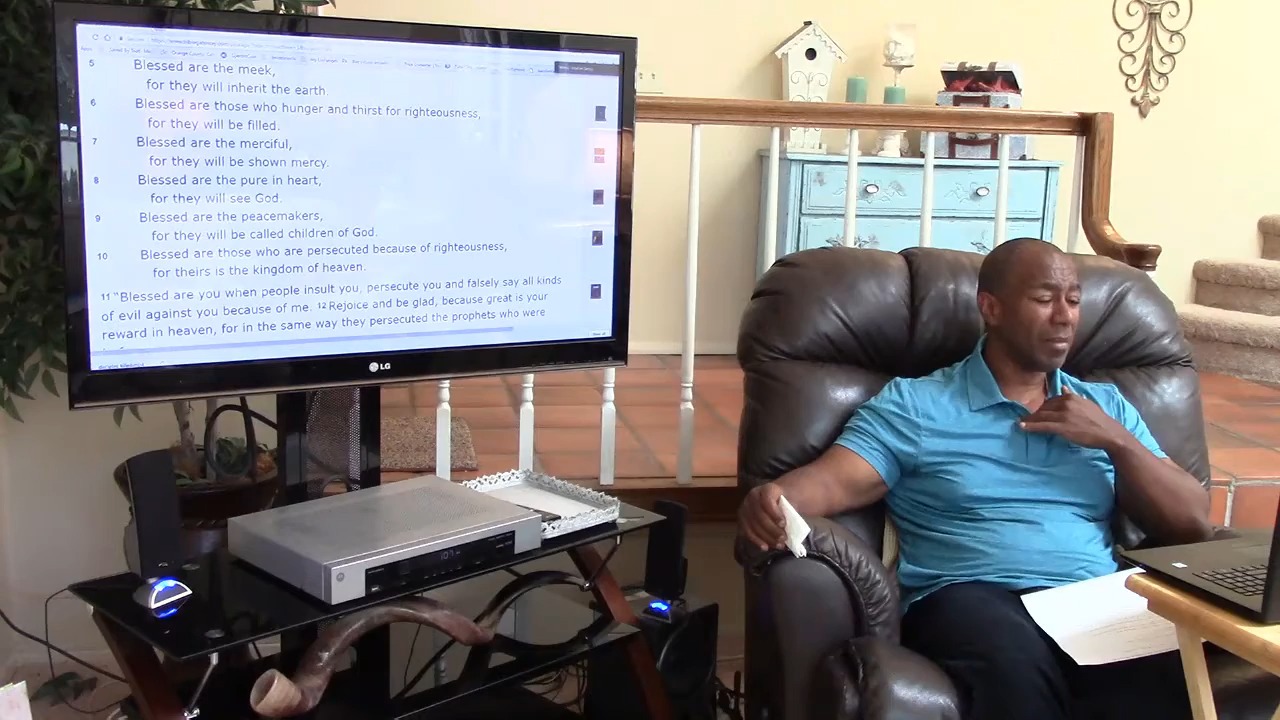 5 Blessed are the meek,
for they will inherit the earth.
6 Blessed are those who hunger and thirst for righteousness,
for they will be filled.
7 Blessed are the merciful,
for they will be shown mercy.
8 Blessed are the pure in heart,
for they will see God.
9 Blessed are the peacemakers,
for they will be called children of God.
10 Blessed are those who are persecuted because of righteousness,
for theirs is the kingdom of heaven.
11 "Blessed are you when people insult you, persecute you and falsely say all kinds
of evil against you because of me. 12 Rejoice and be glad, because great is your
reward in heaven, for in the same way they persecuted the prophets who were
LG